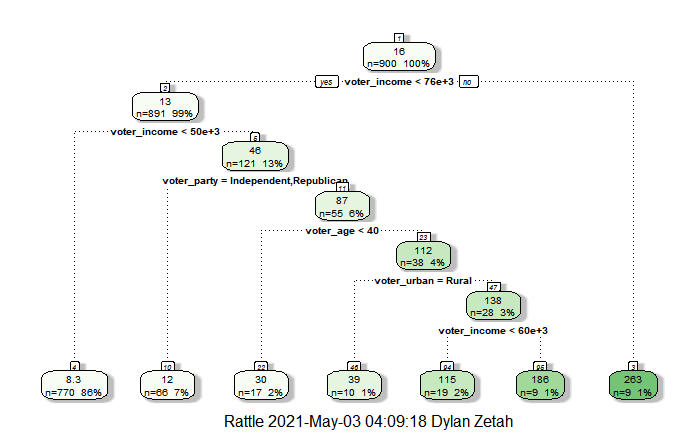 1
16
n=900 100%
yes voter_income < 76e+3 no
2
13
n=891 99%
voter_income < 50e+3
5
46
n=121 13%
voter_party = Independent,Republican
11
87
n=55 6%
voter_age < 40
23
112
n=38 4%
voter_urban = Rural
47
138
n=28 3%
voter_income < 60e+3
4 10 22 46 94 95 3
8.3 12 30 39 115 186 263
n=770 86% n=66 7% n=17 2% n=10 1% n=19 2% n=9 1% n=9 1%
Rattle 2021-May-03 04:09:18 Dylan Zetah